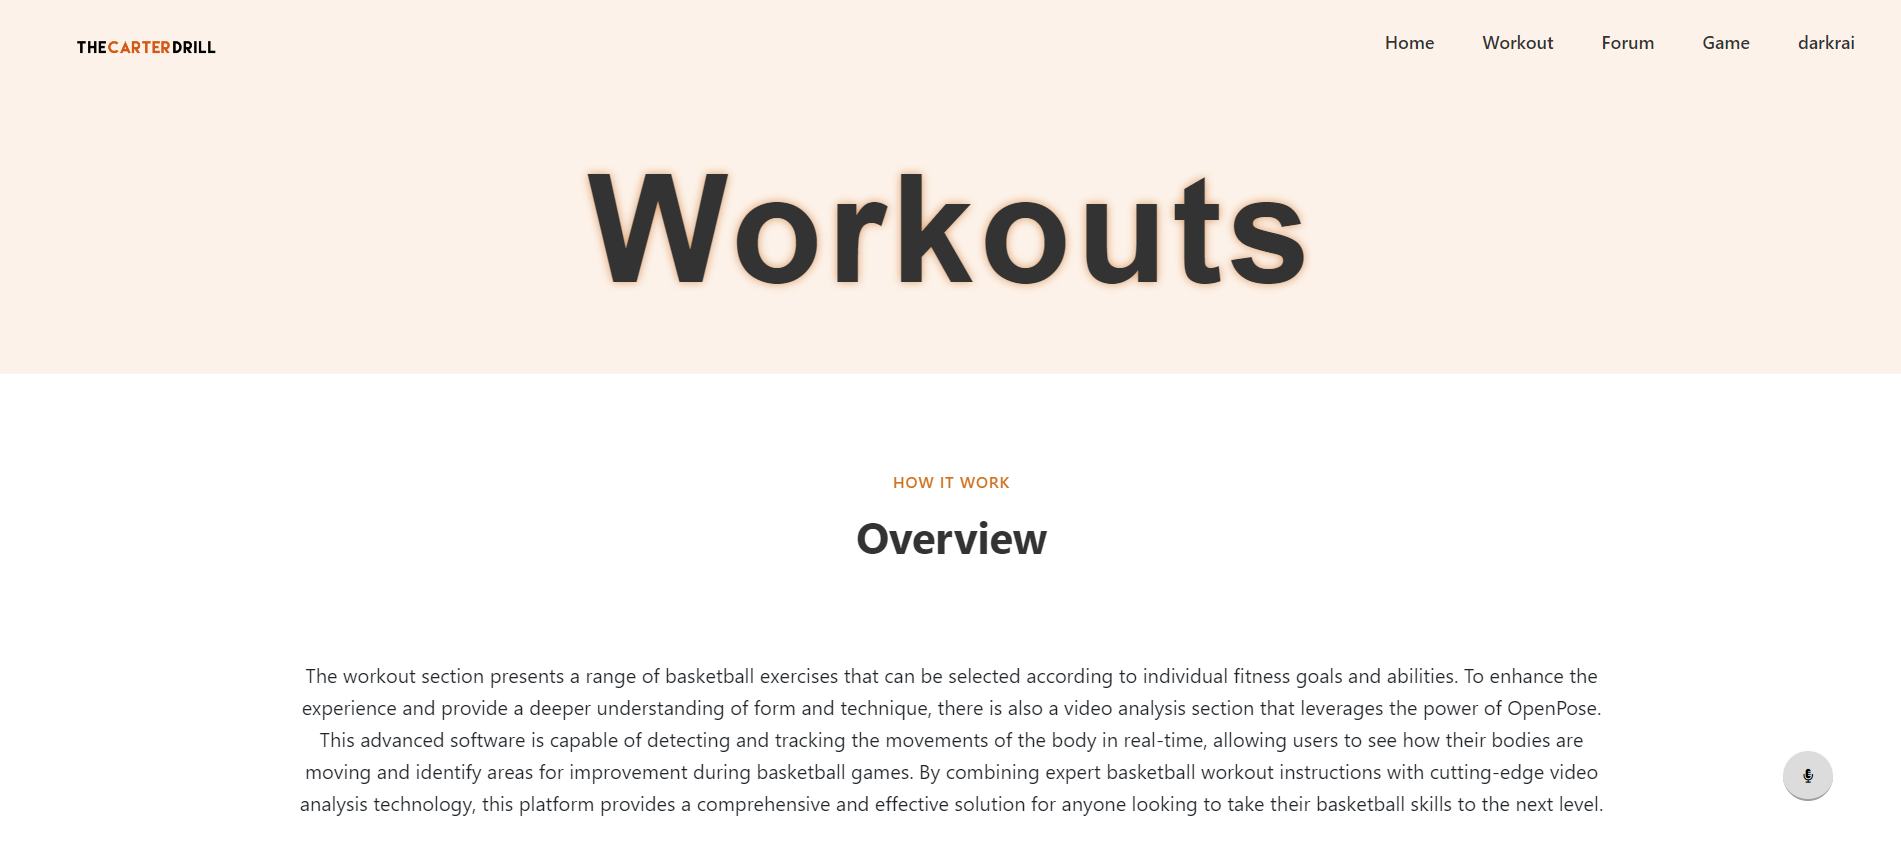 THECARTERDRILL
Home Workout Forum Game darkrai
Workouts
HOW IT WORK
Overview
The workout section presents a range of basketball exercises that can be selected according to individual fitness goals and abilities. To enhance the
experience and provide a deeper understanding of form and technique, there is also a video analysis section that leverages the power of OpenPose.
This advanced software is capable of detecting and tracking the movements of the body in real-time, allowing users to see how their bodies are
moving and identify areas for improvement during basketball games. By combining expert basketball workout instructions with cutting-edge video
analysis technology, this platform provides a comprehensive and effective solution for anyone looking to take their basketball skills to the next level.